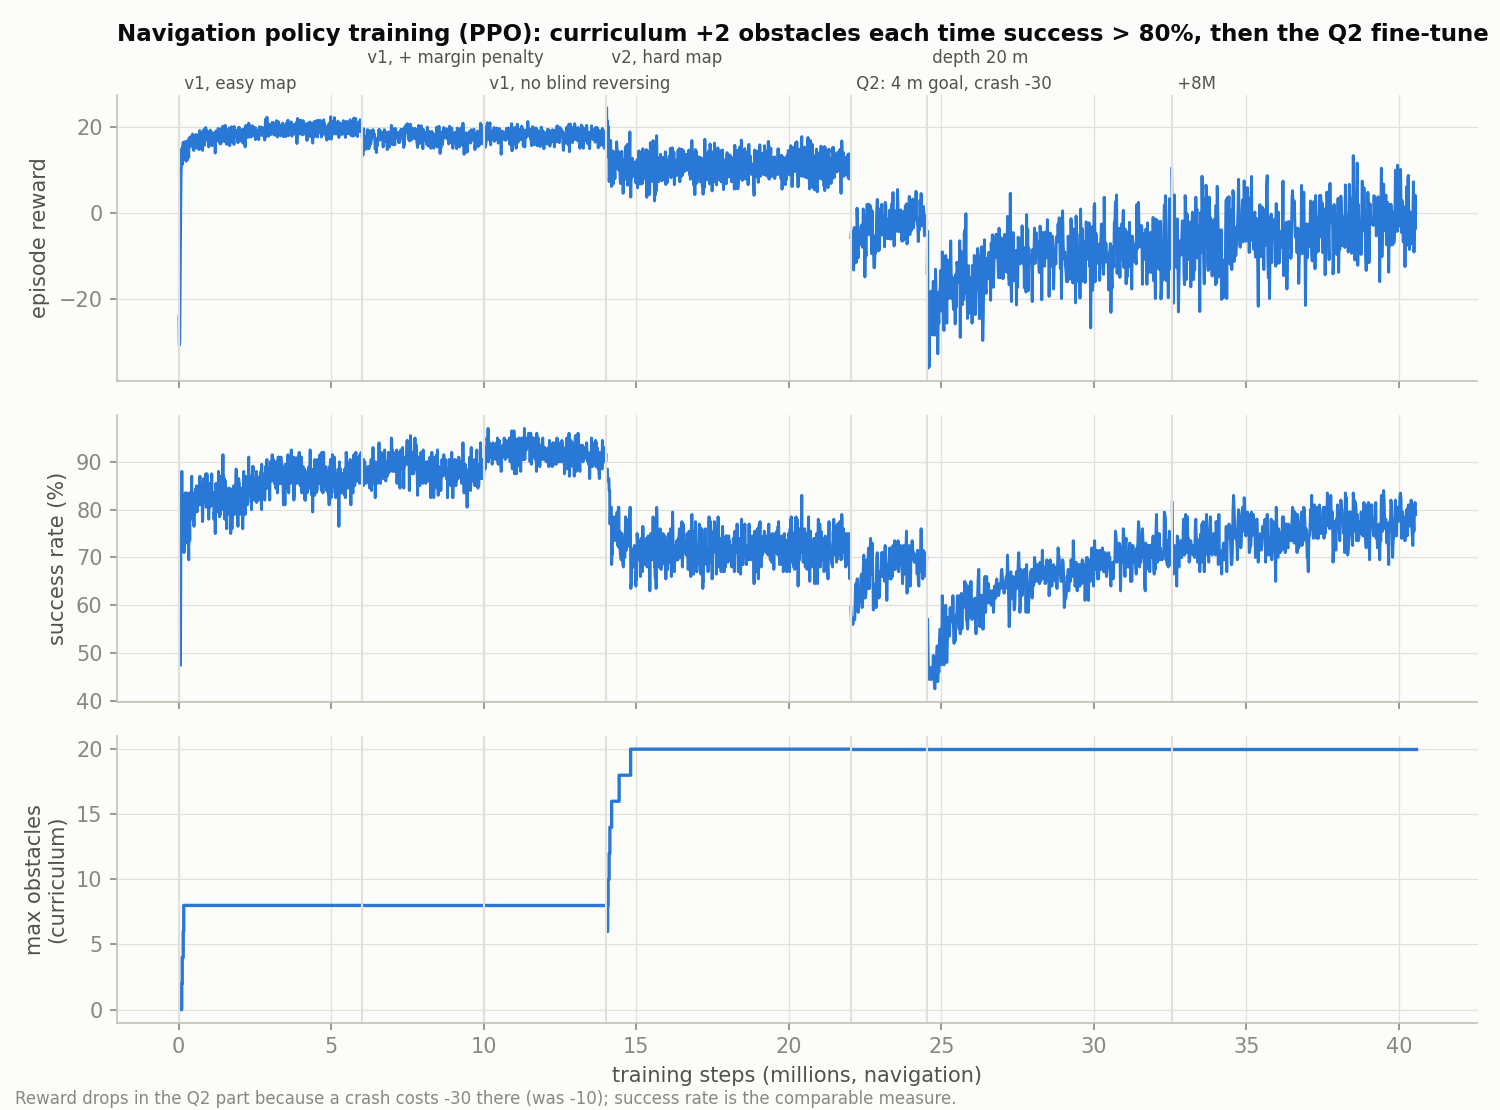 Navigation policy training (PPO): curriculum +2 obstacles each time success > 80%, then the Q2 fine-tune
v1, + margin penalty
v2, hard map
depth 20 m
v1, easy map
v1, no blind reversing
Q2: 4 m goal, crash -30
+8M
20
0
−20
episode reward
90
80
70
60
50
40
success rate (%)
20
15
10
5
0
max obstacles
(curriculum)
0
5
10
15
20
25
30
35
40
training steps (millions, navigation)
Reward drops in the Q2 part because a crash costs -30 there (was -10); success rate is the comparable measure.